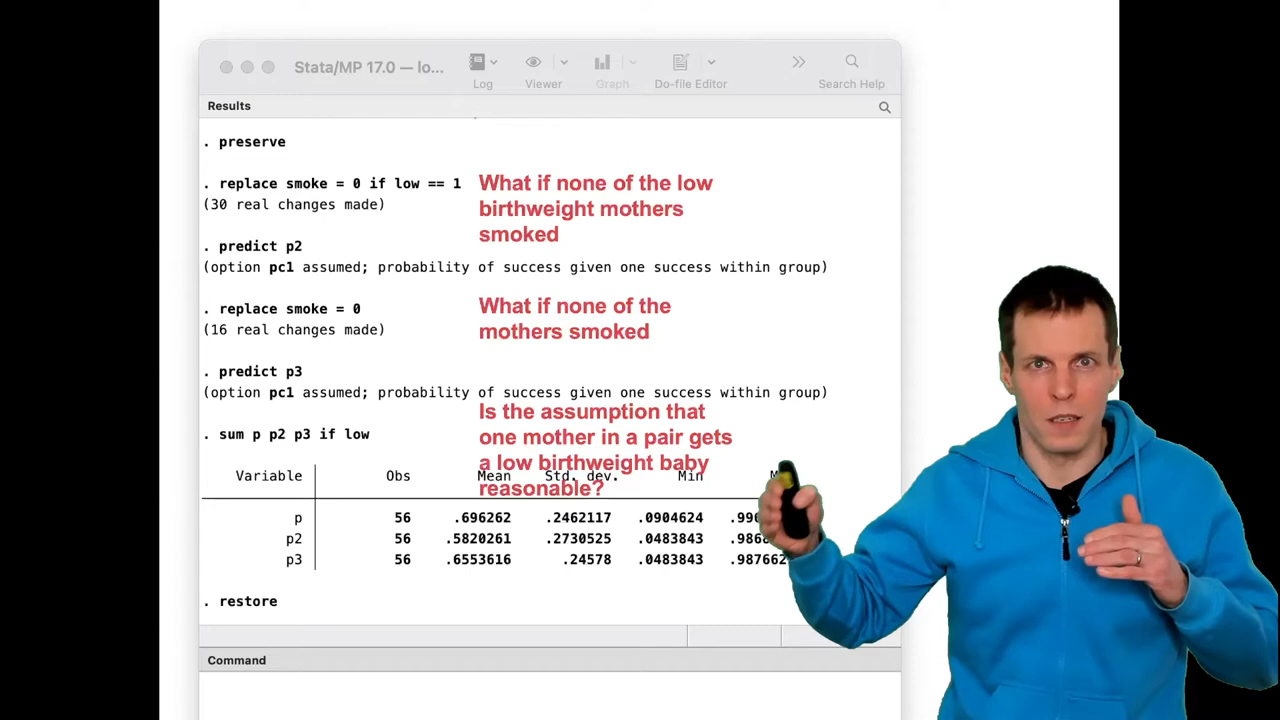 Stata/MP 17.0 — lo...
Log
Viewer
Graph
Do-file Editor
Search Help
Results
. preserve
. replace smoke = 0 if low == 1
(30 real changes made)
What if none of the low
birthweight mothers
smoked
. predict p2
(option pc1 assumed; probability of success given one success within group)
. replace smoke = 0
(16 real changes made)
What if none of the
mothers smoked
. predict p3
(option pc1 assumed; probability of success given one success within group)
Is the assumption that
one mother in a pair gets
a low birthweight baby
reasonable?
. sum p p2 p3 if low
Variable Obs Mean Std. dev. Min
p 56 .696262 .2462117 .0904624
p2 56 .5820261 .2730525 .0483843
p3 56 .6553616 .24578 .0483843
. restore
Command